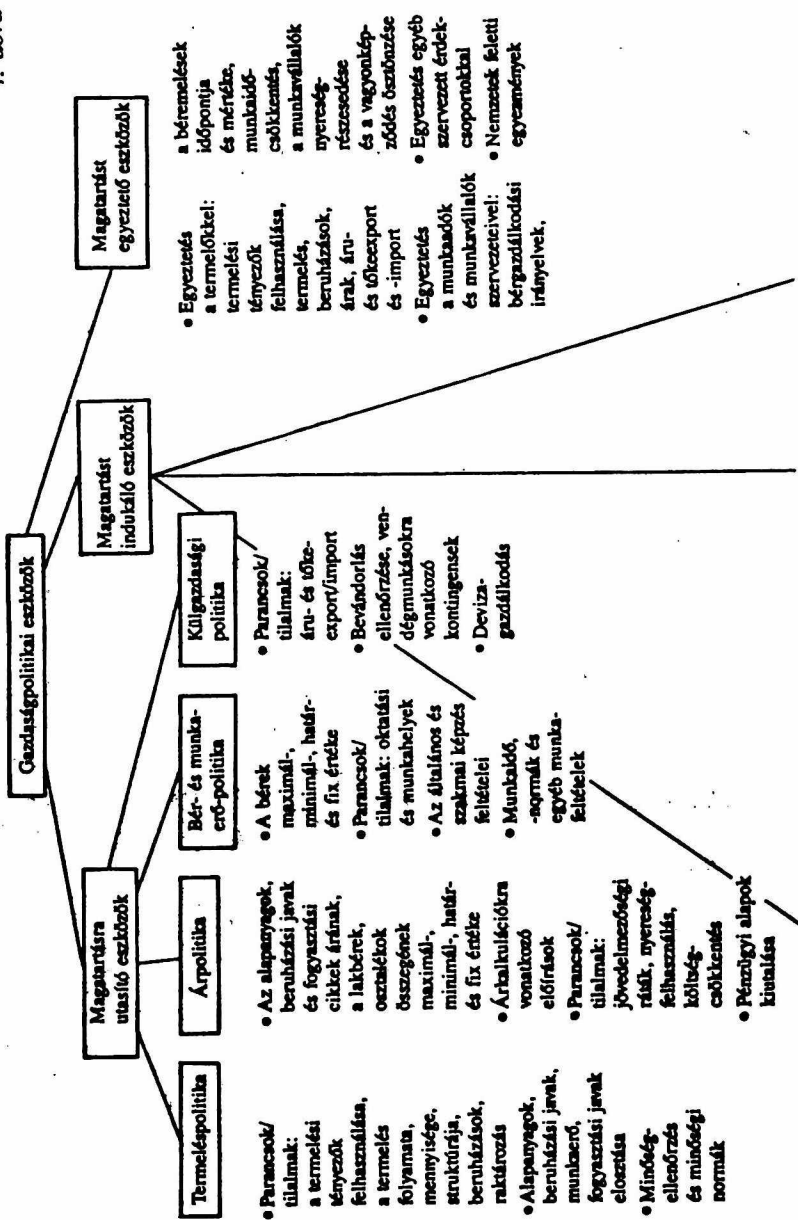 Gazdaságpolitikai eszközök
Magatartásra
utasító eszközök
Magatartást
indukáló eszközök
Magatartást
egyeztető eszközök
Termeléspolitika
• Parancsok/
tilalmak:
a termelési
tényezők
felhasználása,
a termelés
folyamata,
mennyisége,
struktúrája,
beruházások,
raktározás
• Alapanyagok,
beruházási javak,
munkaerő,
fogyasztási javak
elosztása
• Minőség-
ellenőrzés
és minőségi
normák
Árpolitika
• Az alapanyagok,
beruházási javak
és fogyasztási
cikkek árának,
a lakbérek,
osztalékok
összegének
maximál-,
minimál-, határ-
és fix értéke
• Árkalkulációkra
vonatkozó
előírások
• Parancsok/
tilalmak:
jövedelmezőségi
ráták, nyereség-
felhasználás,
költség-
csökkentés
• Pénzügyi alapok
kiutalása
Bér- és munka-
erő-politika
• A bérek
maximál-,
minimál-, határ-
és fix értéke
• Parancsok/
tilalmak: oktatási
és munkahelyek
• Az általános és
szakmai képzés
feltételei
• Munkaidő,
-normák és
egyéb munka-
feltételek
Külgazdasági
politika
• Parancsok/
tilalmak:
áru- és tőke-
export/import
• Bevándorlás
ellenőrzése, ven-
dégmunkásokra
vonatkozó
kontingensek
• Deviza-
gazdálkodás
• Egyeztetés
a termelőkkel:
termelési
tényezők
felhasználása,
termelés,
beruházások,
árak, áru-
és tőkeexport
és -import
• Egyeztetés
a munkaadók
és munkavállalók
szervezeteivel:
bérgazdálkodási
irányelvek,
a béremelések
időpontja
és mértéke,
munkaidő-
csökkentés,
a munkavállalók
nyereség-
részesedése
és a vagyonkép-
ződés ösztönzése
• Egyeztetés egyéb
szervezett érdek-
csoportokkal
• Nemzetek feletti
egyezmények